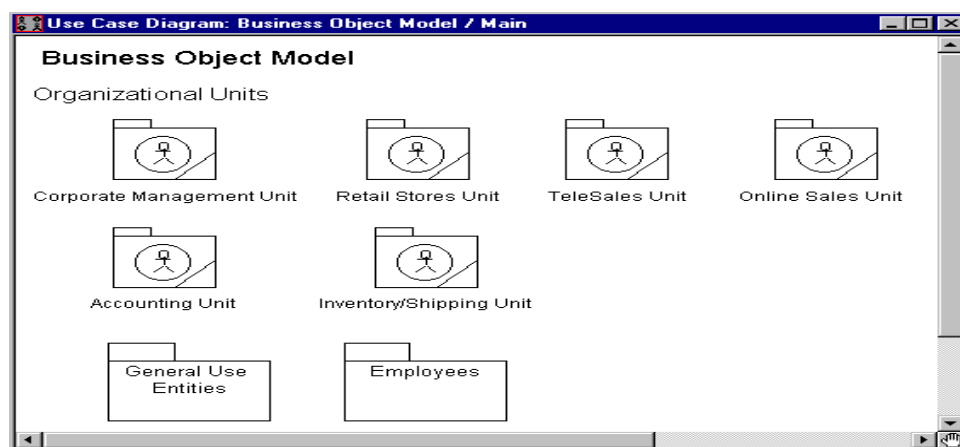 Use Case Diagram: Business Object Model / Main
Business Object Model
Organizational Units
Corporate Management Unit
Retail Stores Unit
TeleSales Unit
Online Sales Unit
Accounting Unit
Inventory/Shipping Unit
General Use
Entities
Employees